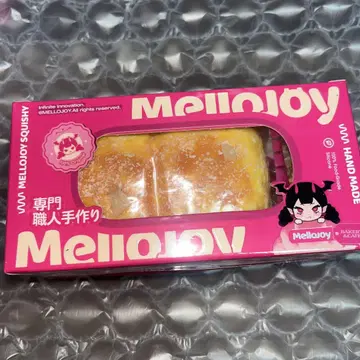 Infinite Innovation.
©MELLOJOY.All rights reserved.
MelloJoy
MELLOJOY SQUISHY
HAND MADE
専門
職人手作り
MelloJoy
MelloJoy